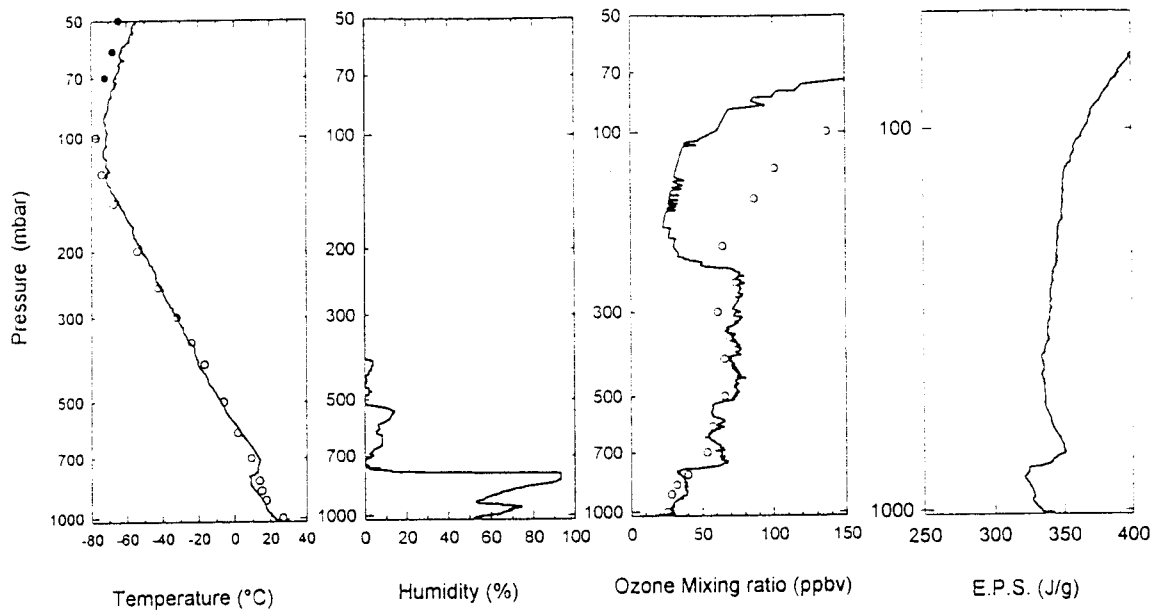 Pressure (mbar)
50
70
100
200
300
500
700
1000
-80 -60 -40 -20 0 20 40
Temperature (°C)
50
70
100
200
300
500
700
1000
0 20 40 60 80 100
Humidity (%)
50
70
100
200
300
500
700
1000
0 50 100 150
Ozone Mixing ratio (ppbv)
100
1000
250 300 350 400
E.P.S. (J/g)